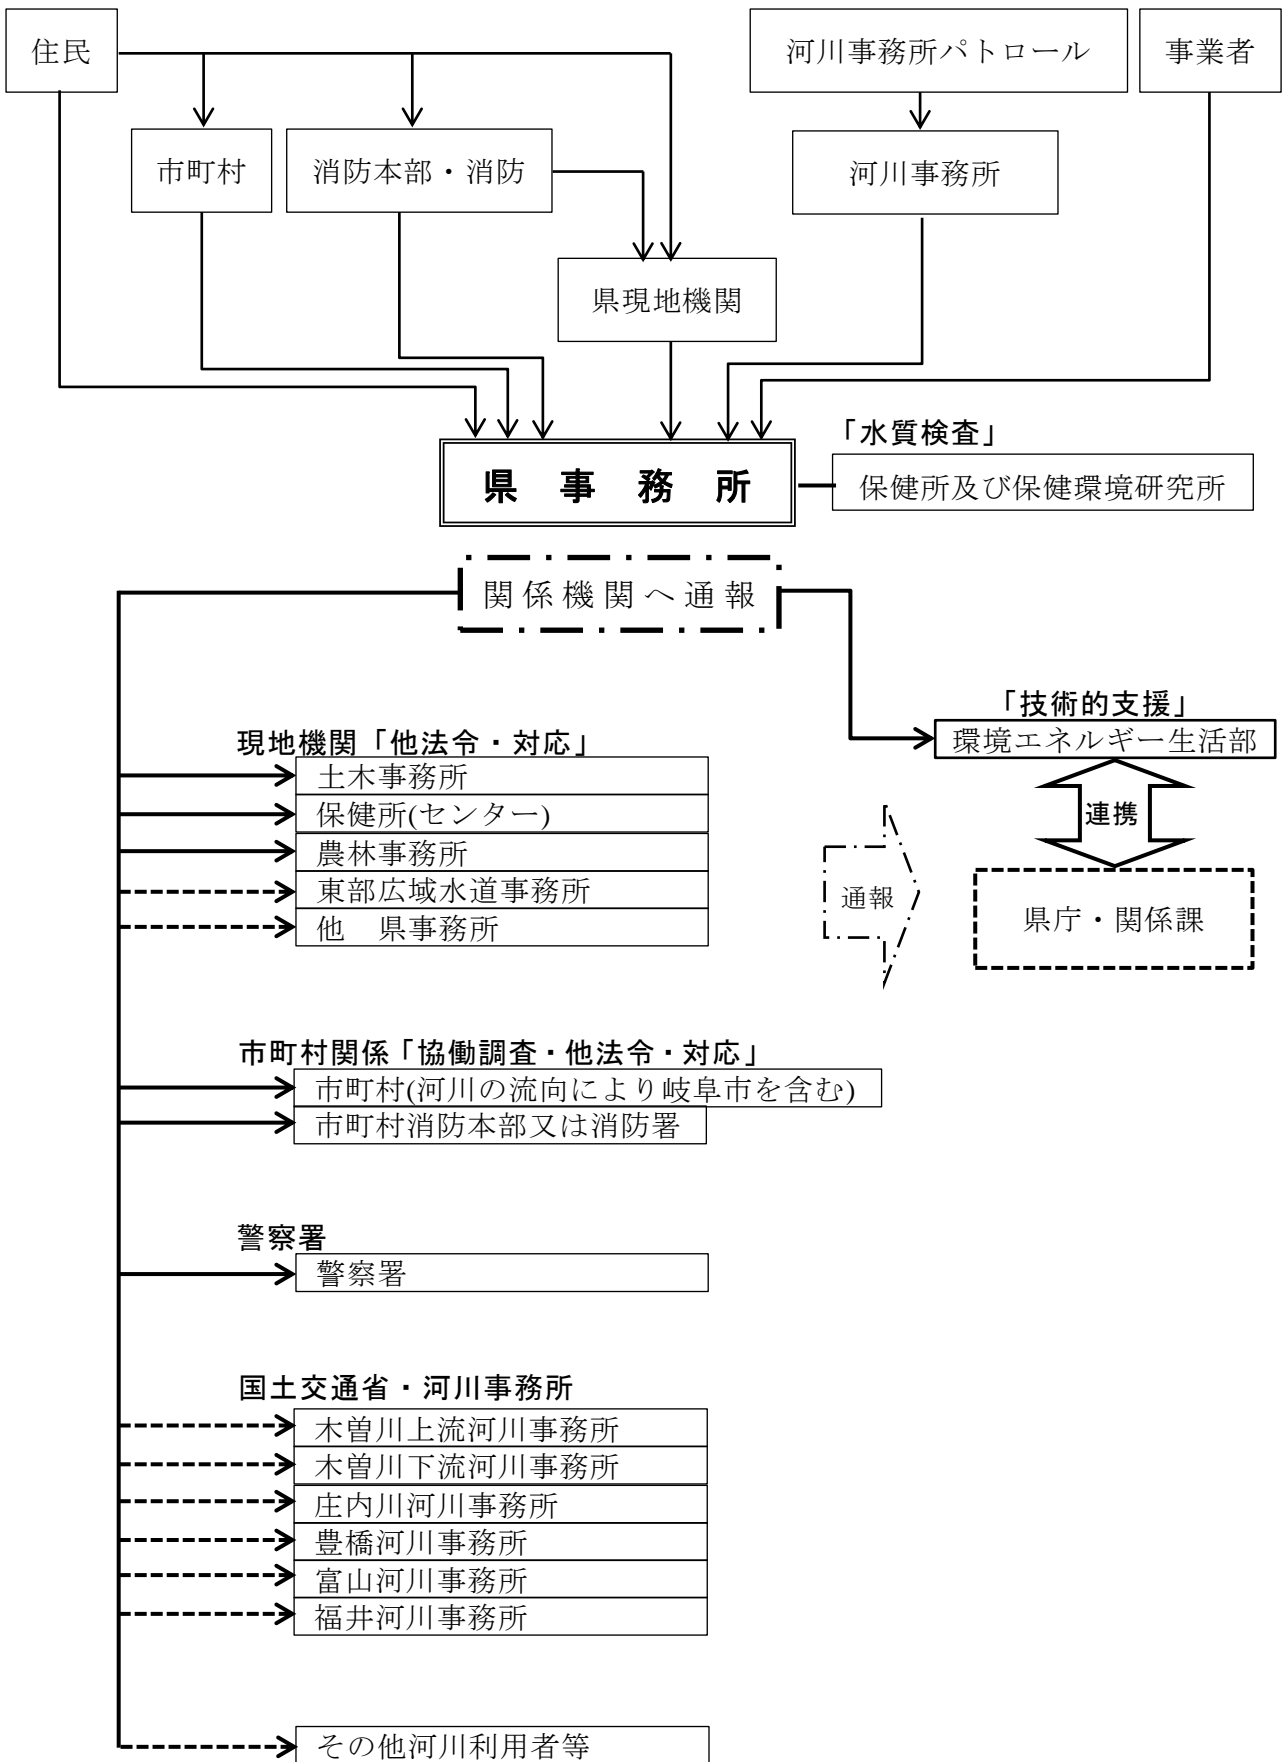 住民
河川事務所パトロール
事業者
市町村
消防本部・消防
河川事務所
県現地機関
「水質検査」
県　事　務　所
保健所及び保健環境研究所
関係機関へ通報
「技術的支援」
環境エネルギー生活部
現地機関「他法令・対応」
土木事務所
保健所(センター)
農林事務所
東部広域水道事務所
他　県事務所
連携
通報
県庁・関係課
市町村関係「協働調査・他法令・対応」
市町村(河川の流向により岐阜市を含む)
市町村消防本部又は消防署
警察署
警察署
国土交通省・河川事務所
木曽川上流河川事務所
木曽川下流河川事務所
庄内川河川事務所
豊橋河川事務所
富山河川事務所
福井河川事務所
その他河川利用者等